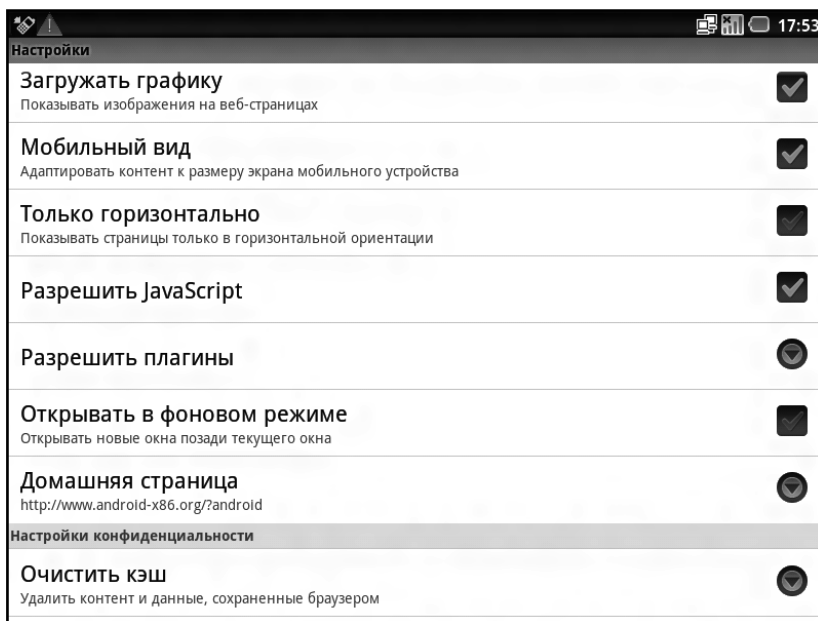 17:53
Настройки
Загружать графику
Показывать изображения на веб-страницах
Мобильный вид
Адаптировать контент к размеру экрана мобильного устройства
Только горизонтально
Показывать страницы только в горизонтальной ориентации
Разрешить JavaScript
Разрешить плагины
Открывать в фоновом режиме
Открывать новые окна позади текущего окна
Домашняя страница
http://www.android-x86.org/?android
Настройки конфиденциальности
Очистить кэш
Удалить контент и данные, сохраненные браузером